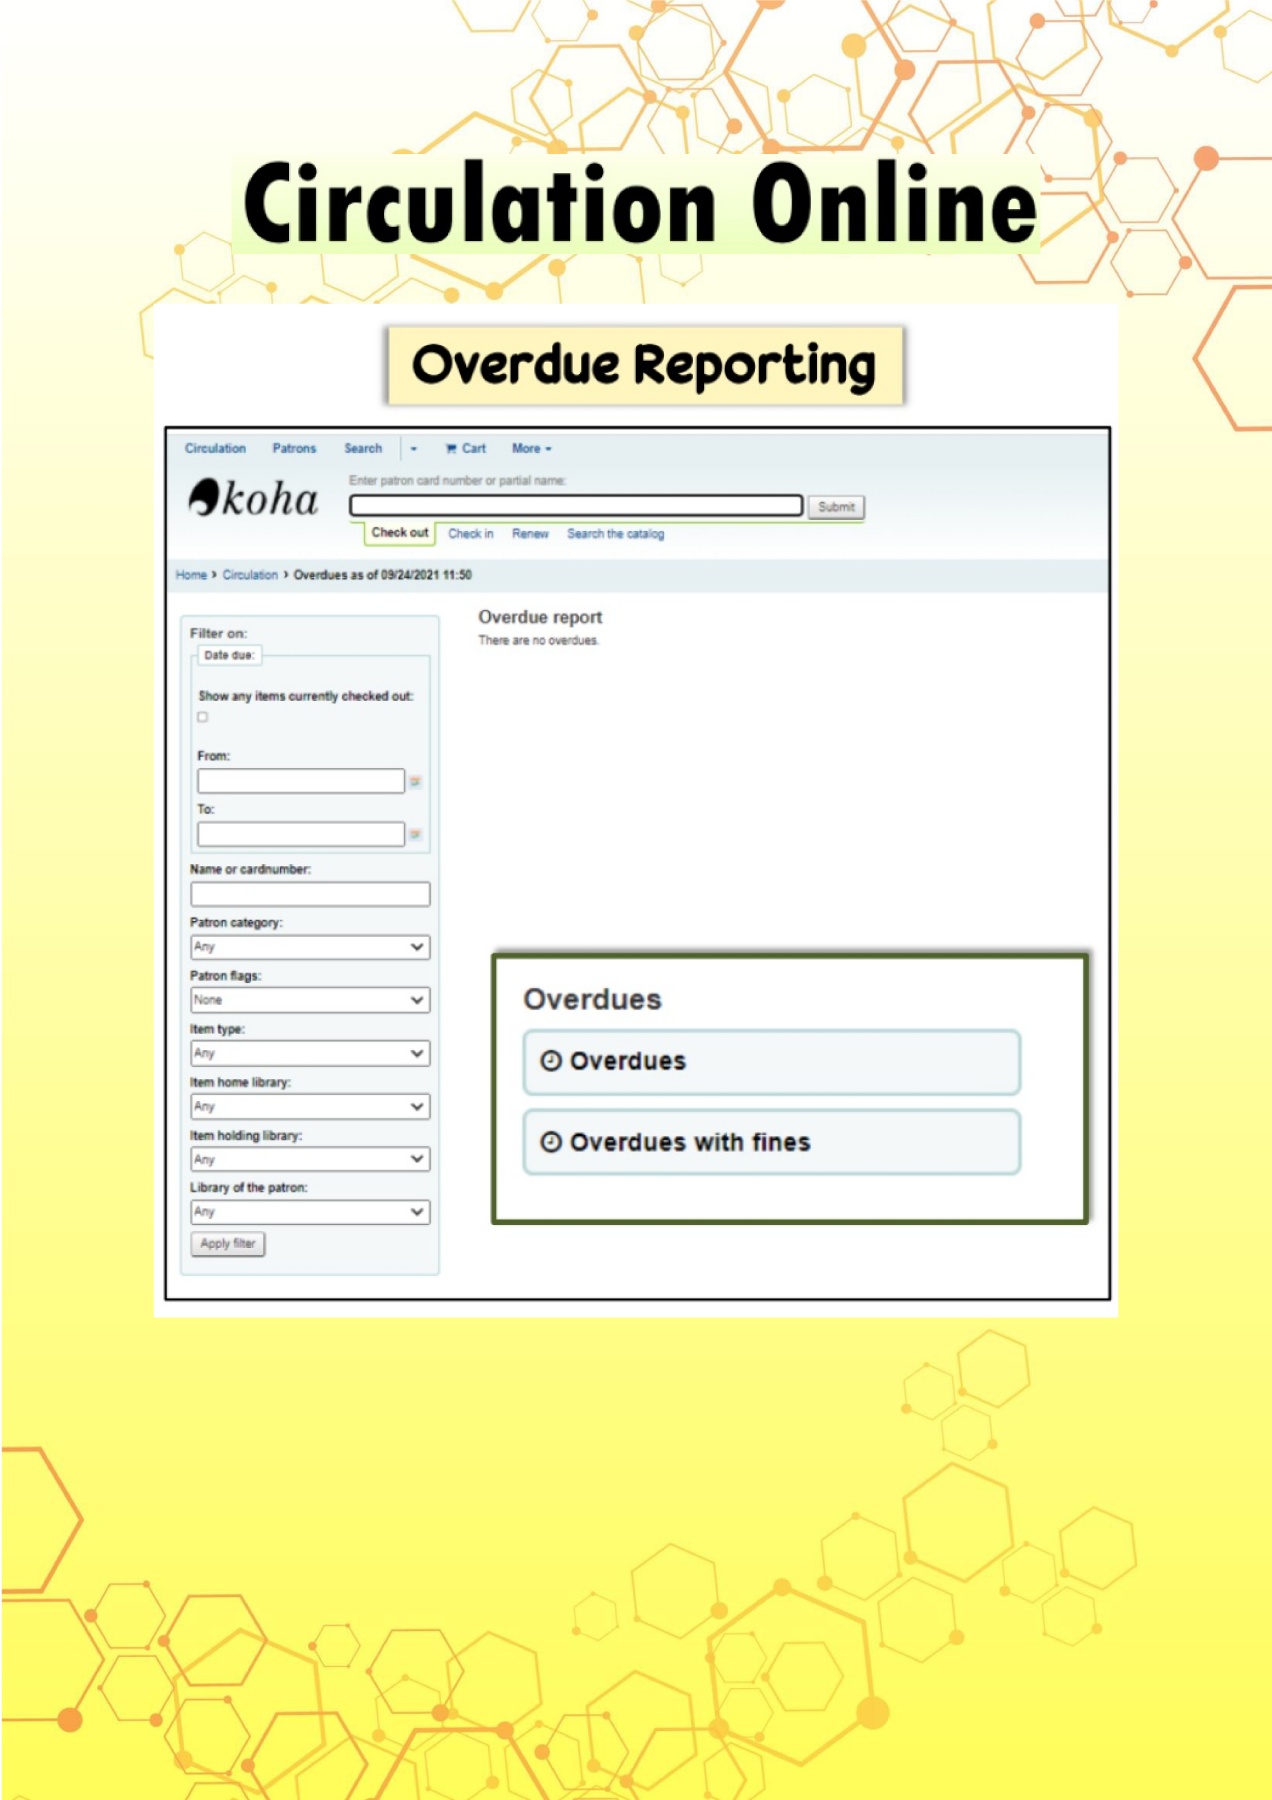 Circulation Online
Overdue Reporting
Circulation Patrons Search Cart More
koha
Enter patron card number or partial name:
Submit
Check out Check in Renew Search the catalog
Home › Circulation › Overdues as of 09/24/2021 11:50
Overdue report
There are no overdues.
Filter on:
Date due:
Show any items currently checked out:
From:
To:
Name or cardnumber:
Patron category:
Any
Patron flags:
None
Item type:
Any
Item home library:
Any
Item holding library:
Any
Library of the patron:
Any
Apply filter
Overdues
Overdues
Overdues with fines